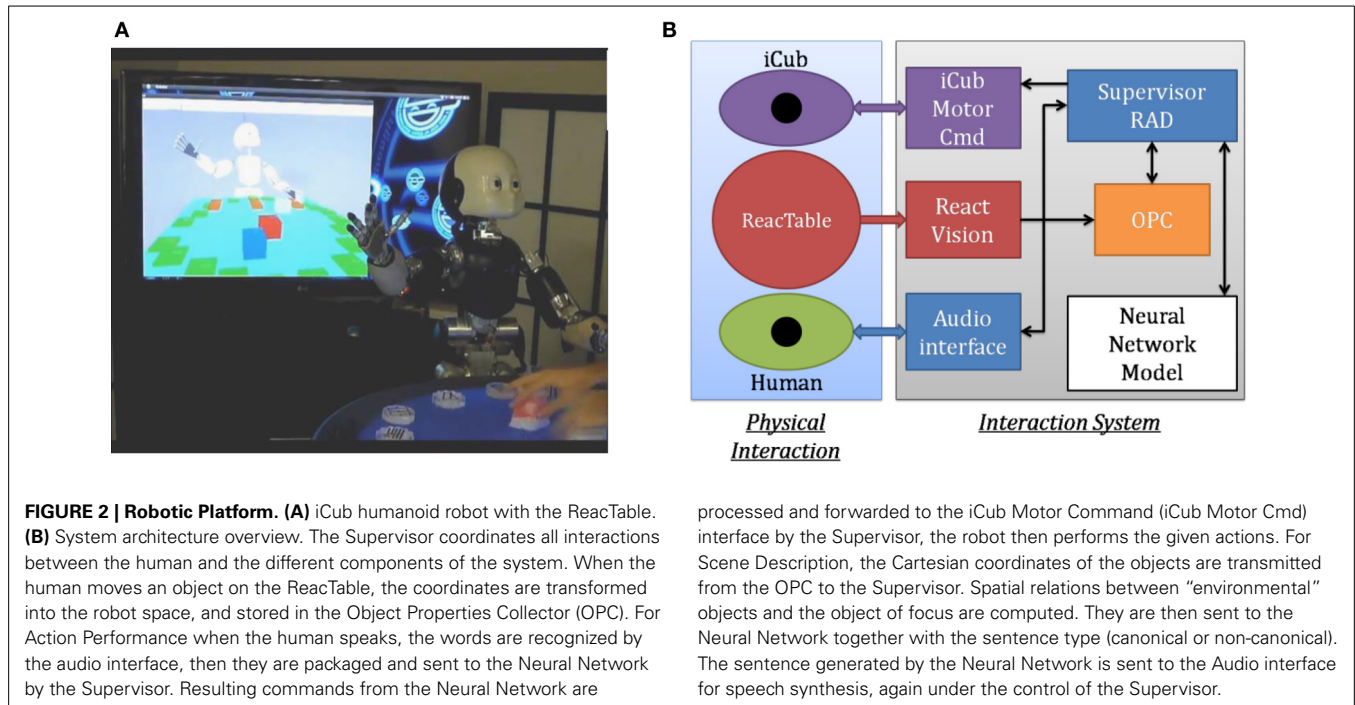 A
B
iCub
ReacTable
Human
Physical
Interaction
iCub
Motor
Cmd
React
Vision
Audio
interface
Supervisor
RAD
OPC
Neural
Network
Model
Interaction System
FIGURE 2 | Robotic Platform. (A) iCub humanoid robot with the ReacTable.
(B) System architecture overview. The Supervisor coordinates all interactions
between the human and the different components of the system. When the
human moves an object on the ReacTable, the coordinates are transformed
into the robot space, and stored in the Object Properties Collector (OPC). For
Action Performance when the human speaks, the words are recognized by
the audio interface, then they are packaged and sent to the Neural Network
by the Supervisor. Resulting commands from the Neural Network are
processed and forwarded to the iCub Motor Command (iCub Motor Cmd)
interface by the Supervisor, the robot then performs the given actions. For
Scene Description, the Cartesian coordinates of the objects are transmitted
from the OPC to the Supervisor. Spatial relations between “environmental”
objects and the object of focus are computed. They are then sent to the
Neural Network together with the sentence type (canonical or non-canonical).
The sentence generated by the Neural Network is sent to the Audio interface
for speech synthesis, again under the control of the Supervisor.